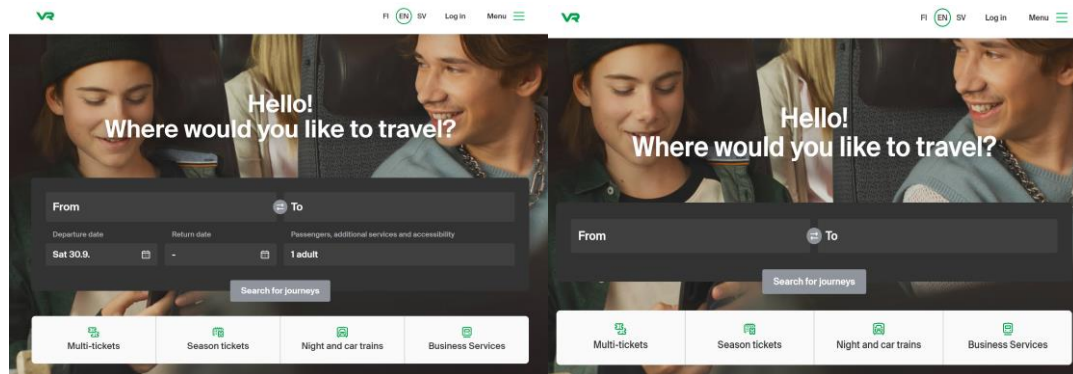 VR FI EN SV Log in Menu
Hello!
Where would you like to travel?
From To
Departure date Return date Passengers, additional services and accessibility
Sat 30.9. - 1 adult
Search for journeys
Multi-tickets Season tickets Night and car trains Business Services
VR FI EN SV Log in Menu
Hello!
Where would you like to travel?
From To
Search for journeys
Multi-tickets Season tickets Night and car trains Business Services